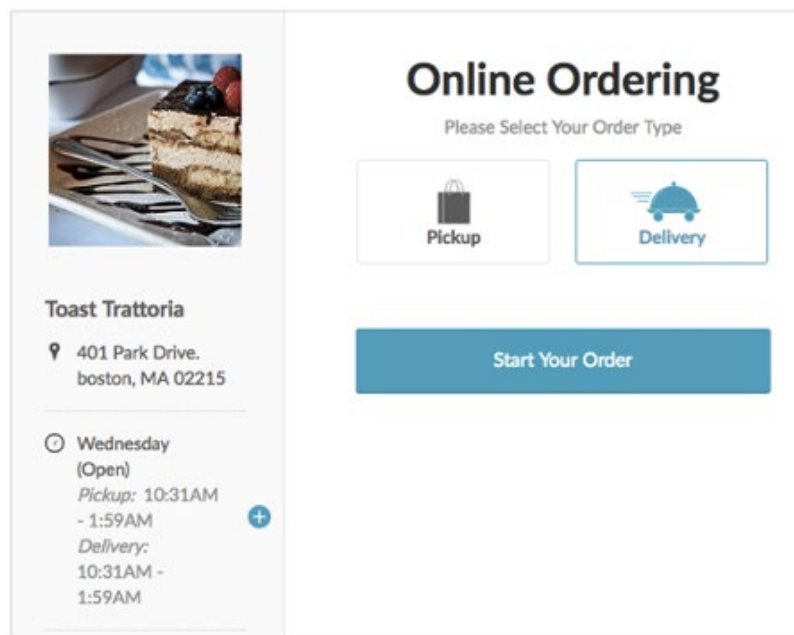 Toast Trattoria
401 Park Drive.
boston, MA 02215
Wednesday
(Open)
Pickup: 10:31AM
- 1:59AM
Delivery:
10:31AM -
1:59AM
Online Ordering
Please Select Your Order Type
Pickup
Delivery
Start Your Order